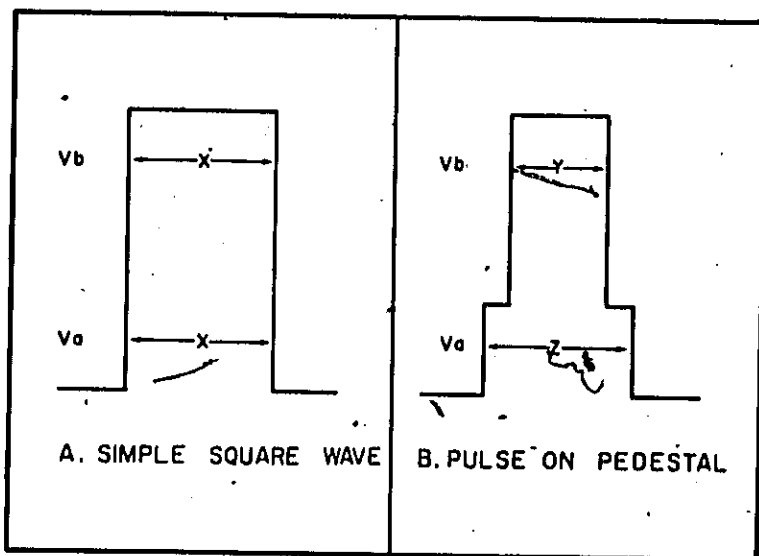 Vb
X
Va
X
A. SIMPLE SQUARE WAVE
Vb
Y
Va
Z
B. PULSE ON PEDESTAL